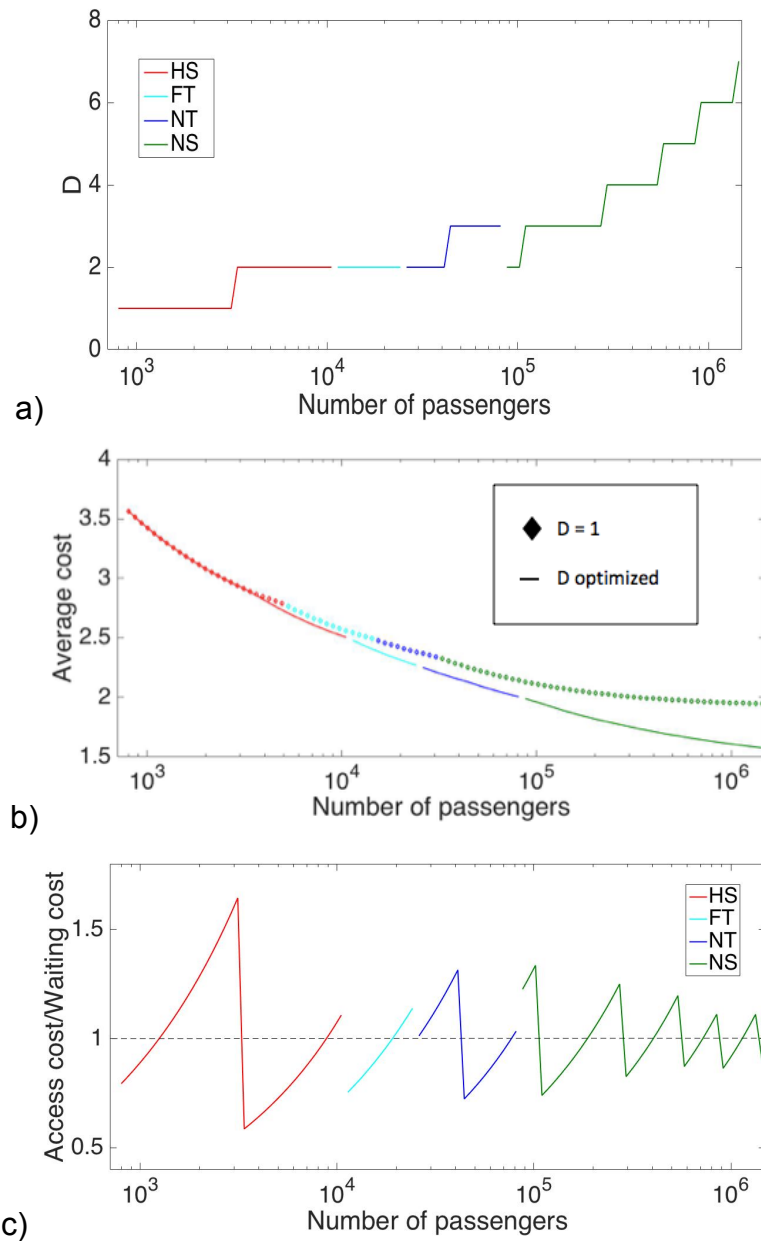 8
6
4
2
0
D
HS
FT
NT
NS
10³ 10⁴ 10⁵ 10⁶
Number of passengers
a)
4
3.5
3
2.5
2
1.5
Average cost
D = 1
D optimized
10³ 10⁴ 10⁵ 10⁶
Number of passengers
b)
1.5
1
0.5
Access cost/Waiting cost
HS
FT
NT
NS
10³ 10⁴ 10⁵ 10⁶
Number of passengers
c)